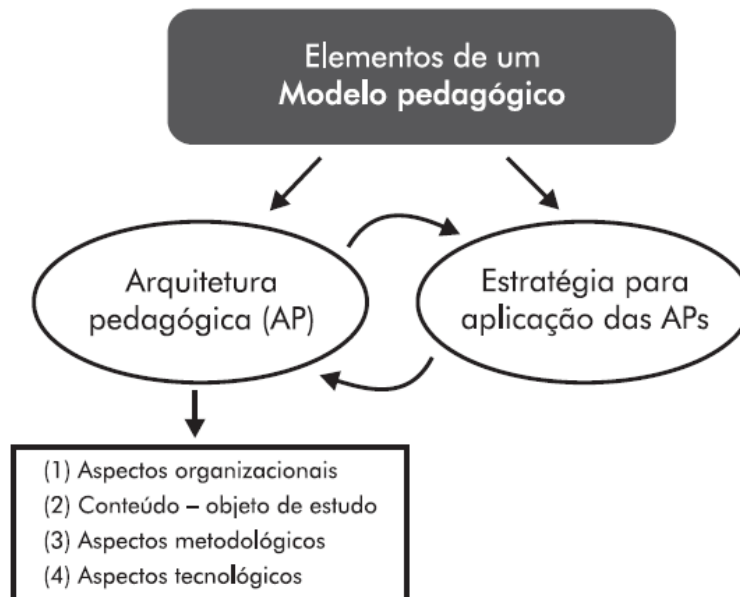 Elementos de um
Modelo pedagógico
Arquitetura
pedagógica (AP)
Estratégia para
aplicação das APs
(1) Aspectos organizacionais
(2) Conteúdo – objeto de estudo
(3) Aspectos metodológicos
(4) Aspectos tecnológicos